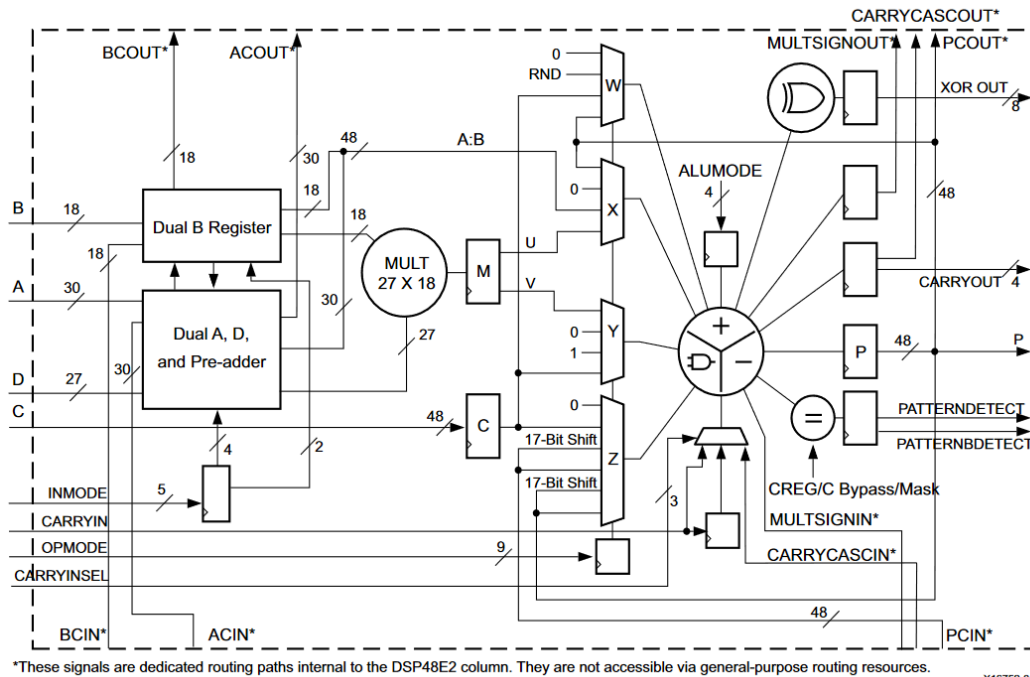 CARRYCASCOUT*
BCOUT* ACOUT* MULTSIGNOUT* PCOUT*
0
RND
W
XOR OUT
8
48
A:B
18
30
18
ALUMODE
4
0
X
48
B
18
Dual B Register
18
18
MULT
27 X 18
M
U
V
A
30
Dual A, D,
and Pre-adder
30
27
0
1
Y
+
−
CARRYOUT 4
P
48
P
D
27
30
C
48
C
0
17-Bit Shift
Z
17-Bit Shift
=
PATTERNDETECT
PATTERNBDETECT
4
2
3
CREG/C Bypass/Mask
INMODE
5
CARRYIN
MULTSIGNIN*
OPMODE
9
CARRYCASCIN*
CARRYINSEL
48
BCIN* ACIN* PCIN*
*These signals are dedicated routing paths internal to the DSP48E2 column. They are not accessible via general-purpose routing resources.